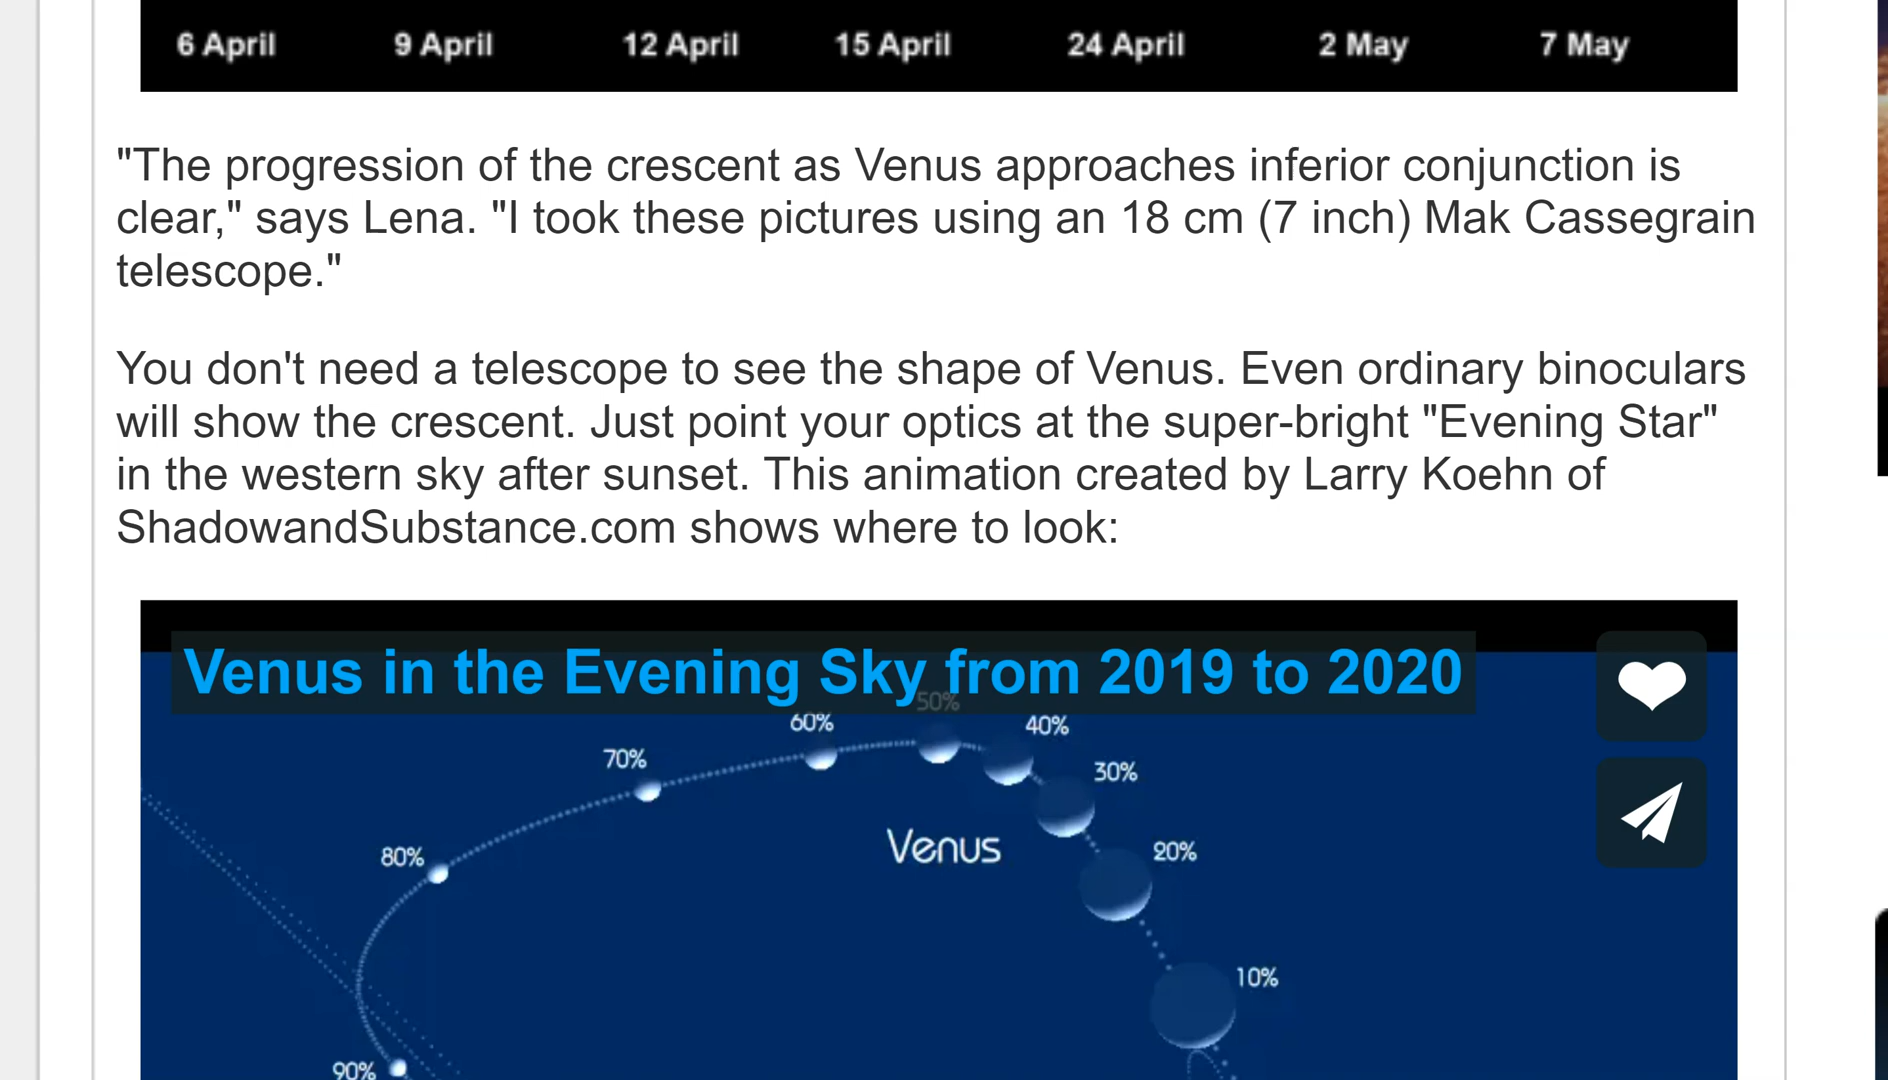 6 April 9 April 12 April 15 April 24 April 2 May 7 May
"The progression of the crescent as Venus approaches inferior conjunction is
clear," says Lena. "I took these pictures using an 18 cm (7 inch) Mak Cassegrain
telescope."
You don't need a telescope to see the shape of Venus. Even ordinary binoculars
will show the crescent. Just point your optics at the super-bright "Evening Star"
in the western sky after sunset. This animation created by Larry Koehn of
ShadowandSubstance.com shows where to look:
Venus in the Evening Sky from 2019 to 2020
50%
60%
40%
70%
30%
Venus
20%
80%
10%
90%